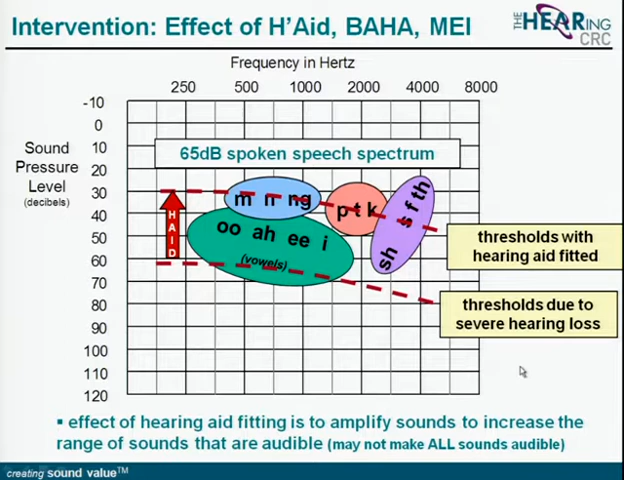 Intervention: Effect of H'Aid, BAHA, MEI
THE HEARing
CRC
Frequency in Hertz
250 500 1000 2000 4000 8000
Sound
Pressure
Level
(decibels)
-10
0
10
20
30
40
50
60
70
80
90
100
110
120
65dB spoken speech spectrum
HAID
m n ng
p t k
sh s f th
oo ah ee i
(vowels)
thresholds with
hearing aid fitted
thresholds due to
severe hearing loss
▪ effect of hearing aid fitting is to amplify sounds to increase the
range of sounds that are audible (may not make ALL sounds audible)
creating sound value™